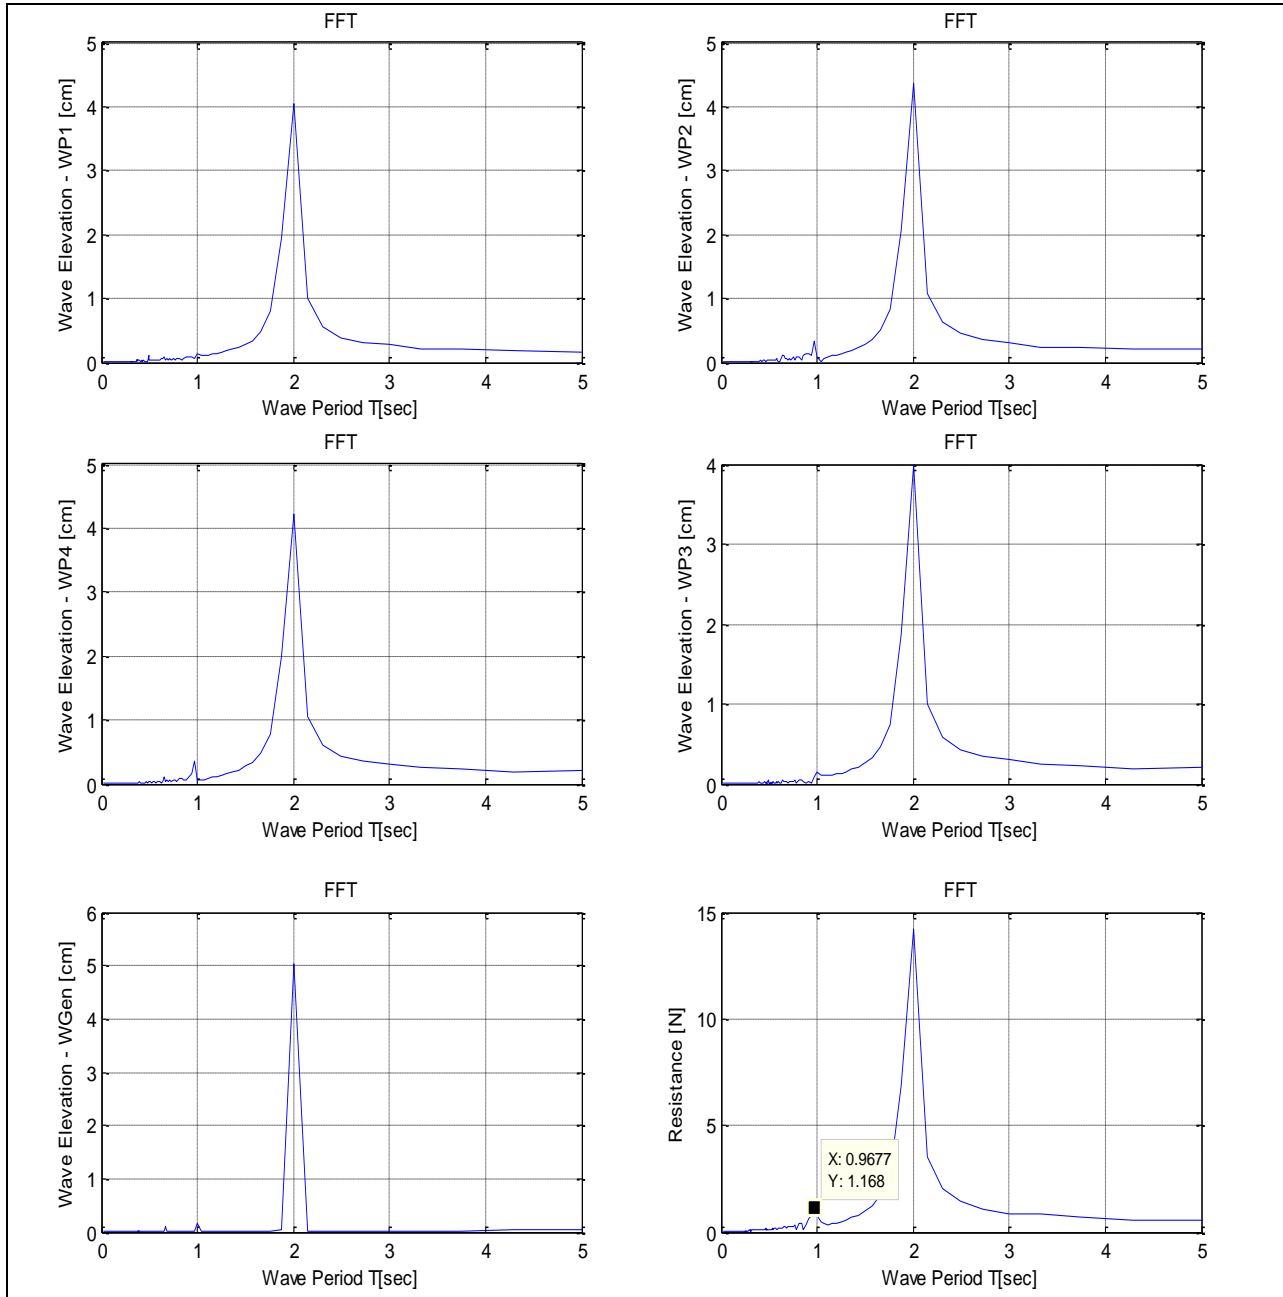 FFT
Wave Elevation - WP1 [cm]
5
4
3
2
1
0
0 1 2 3 4 5
Wave Period T[sec]
FFT
Wave Elevation - WP2 [cm]
5
4
3
2
1
0
0 1 2 3 4 5
Wave Period T[sec]
FFT
Wave Elevation - WP4 [cm]
5
4
3
2
1
0
0 1 2 3 4 5
Wave Period T[sec]
FFT
Wave Elevation - WP3 [cm]
4
3
2
1
0
0 1 2 3 4 5
Wave Period T[sec]
FFT
Wave Elevation - WGen [cm]
6
5
4
3
2
1
0
0 1 2 3 4 5
Wave Period T[sec]
FFT
Resistance [N]
15
10
5
0
X: 0.9677
Y: 1.168
0 1 2 3 4 5
Wave Period T[sec]